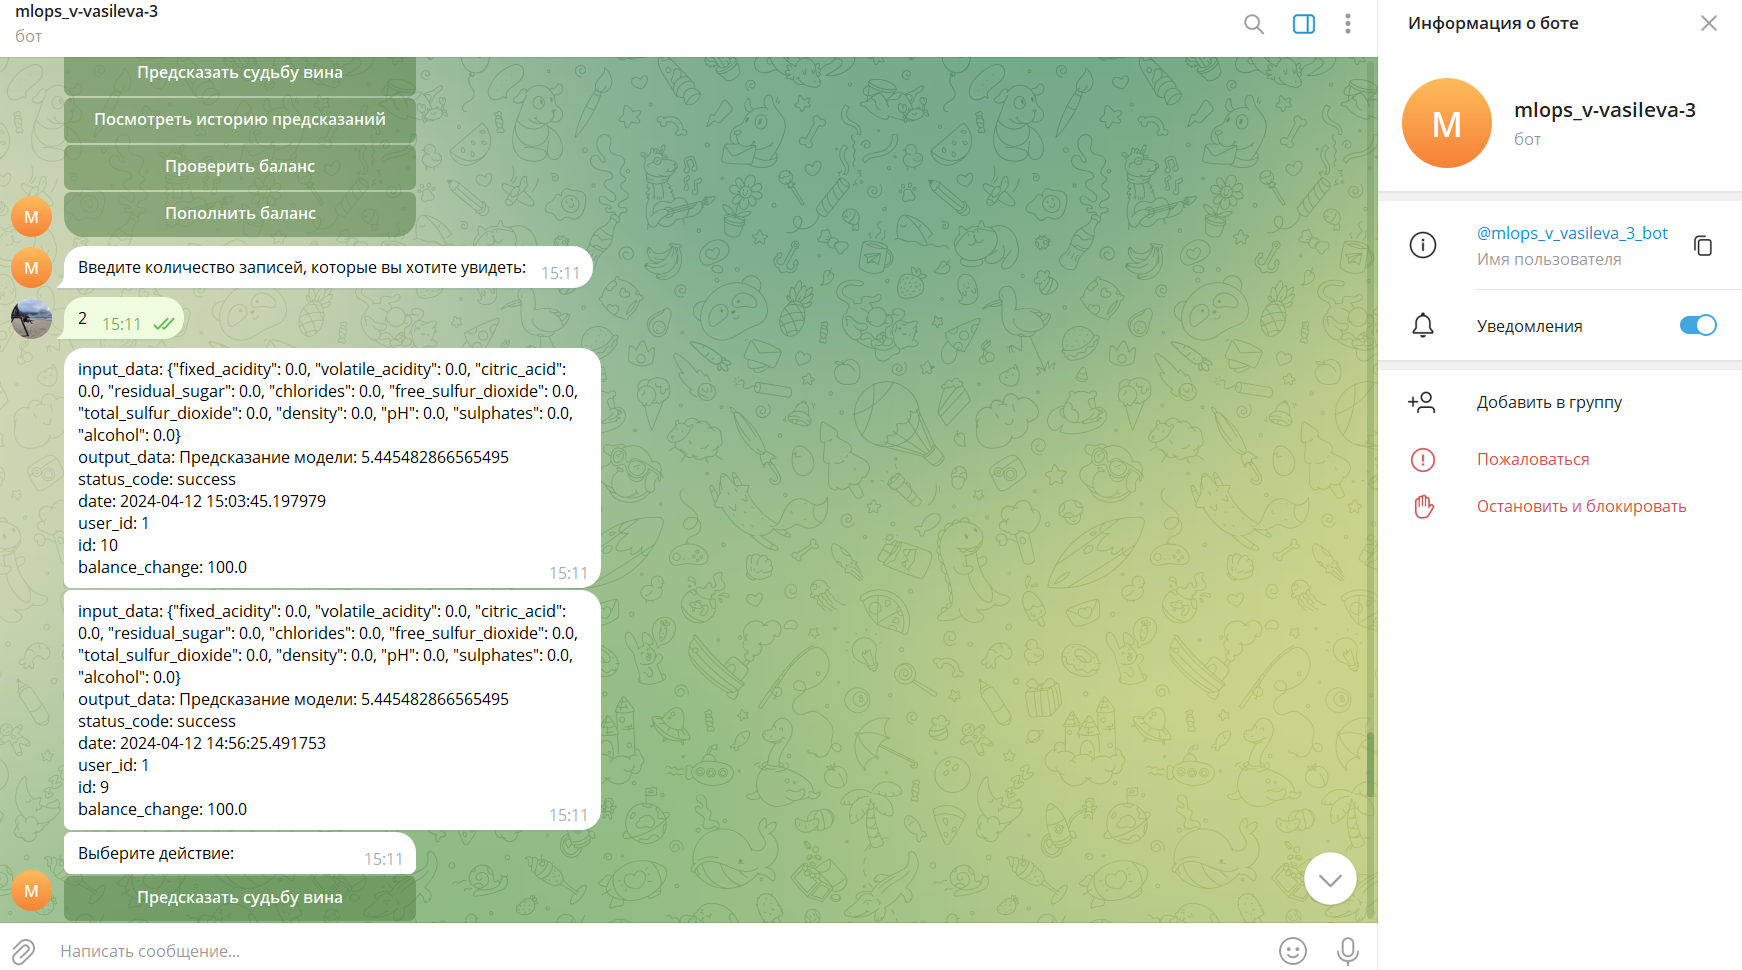 mlops_v-vasileva-3
бот
Предсказать судьбу вина
Посмотреть историю предсказаний
Проверить баланс
Пополнить баланс
М
М
Введите количество записей, которые вы хотите увидеть:
15:11
2
15:11
input_data: {"fixed_acidity": 0.0, "volatile_acidity": 0.0, "citric_acid":
0.0, "residual_sugar": 0.0, "chlorides": 0.0, "free_sulfur_dioxide": 0.0,
"total_sulfur_dioxide": 0.0, "density": 0.0, "pH": 0.0, "sulphates": 0.0,
"alcohol": 0.0}
output_data: Предсказание модели: 5.445482866565495
status_code: success
date: 2024-04-12 15:03:45.197979
user_id: 1
id: 10
balance_change: 100.0
15:11
input_data: {"fixed_acidity": 0.0, "volatile_acidity": 0.0, "citric_acid":
0.0, "residual_sugar": 0.0, "chlorides": 0.0, "free_sulfur_dioxide": 0.0,
"total_sulfur_dioxide": 0.0, "density": 0.0, "pH": 0.0, "sulphates": 0.0,
"alcohol": 0.0}
output_data: Предсказание модели: 5.445482866565495
status_code: success
date: 2024-04-12 14:56:25.491753
user_id: 1
id: 9
balance_change: 100.0
15:11
Выберите действие:
15:11
М
Предсказать судьбу вина
Написать сообщение...
Информация о боте
М
mlops_v-vasileva-3
бот
@mlops_v_vasileva_3_bot
Имя пользователя
Уведомления
Добавить в группу
Пожаловаться
Остановить и блокировать